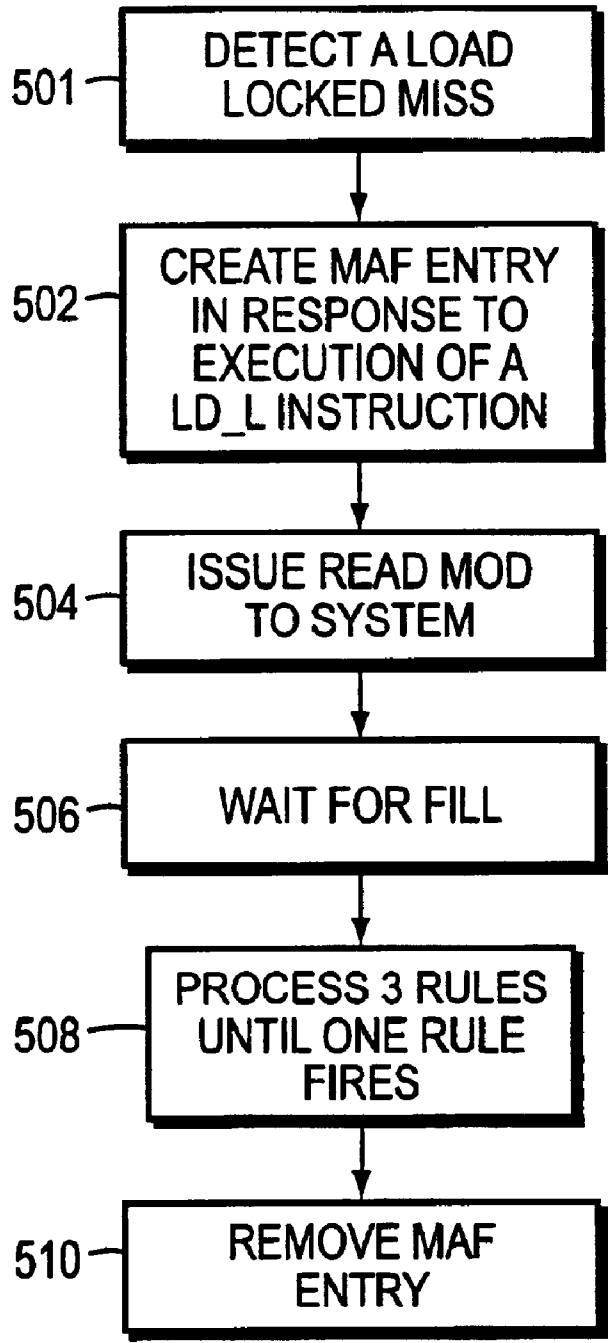 501
DETECT A LOAD
LOCKED MISS
502
CREATE MAF ENTRY
IN RESPONSE TO
EXECUTION OF A
LD_L INSTRUCTION
504
ISSUE READ MOD
TO SYSTEM
506
WAIT FOR FILL
508
PROCESS 3 RULES
UNTIL ONE RULE
FIRES
510
REMOVE MAF
ENTRY